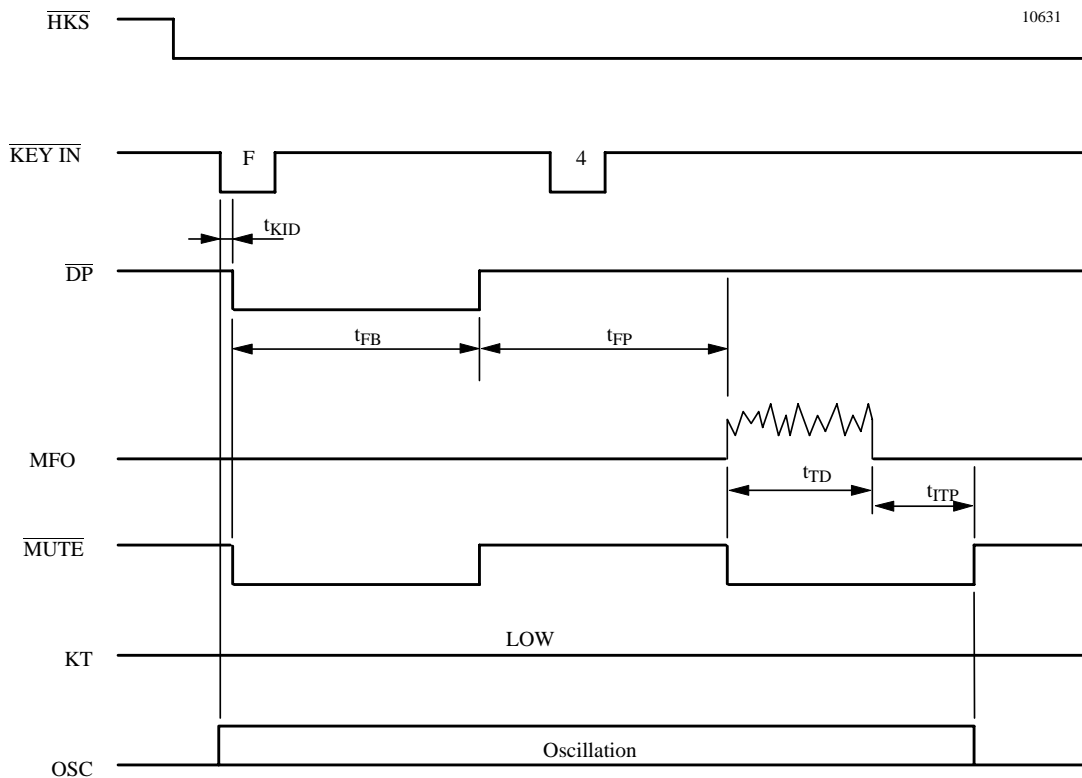 HKS
10631
KEY IN
F
4
tKID
DP
tFB
tFP
MFO
tTD
tITP
MUTE
LOW
KT
Oscillation
OSC